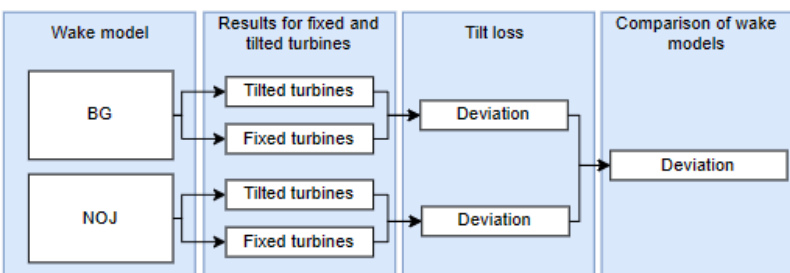 Wake model
Results for fixed and
tilted turbines
Tilt loss
Comparison of wake
models
BG
Tilted turbines
Fixed turbines
Deviation
Deviation
NOJ
Tilted turbines
Fixed turbines
Deviation